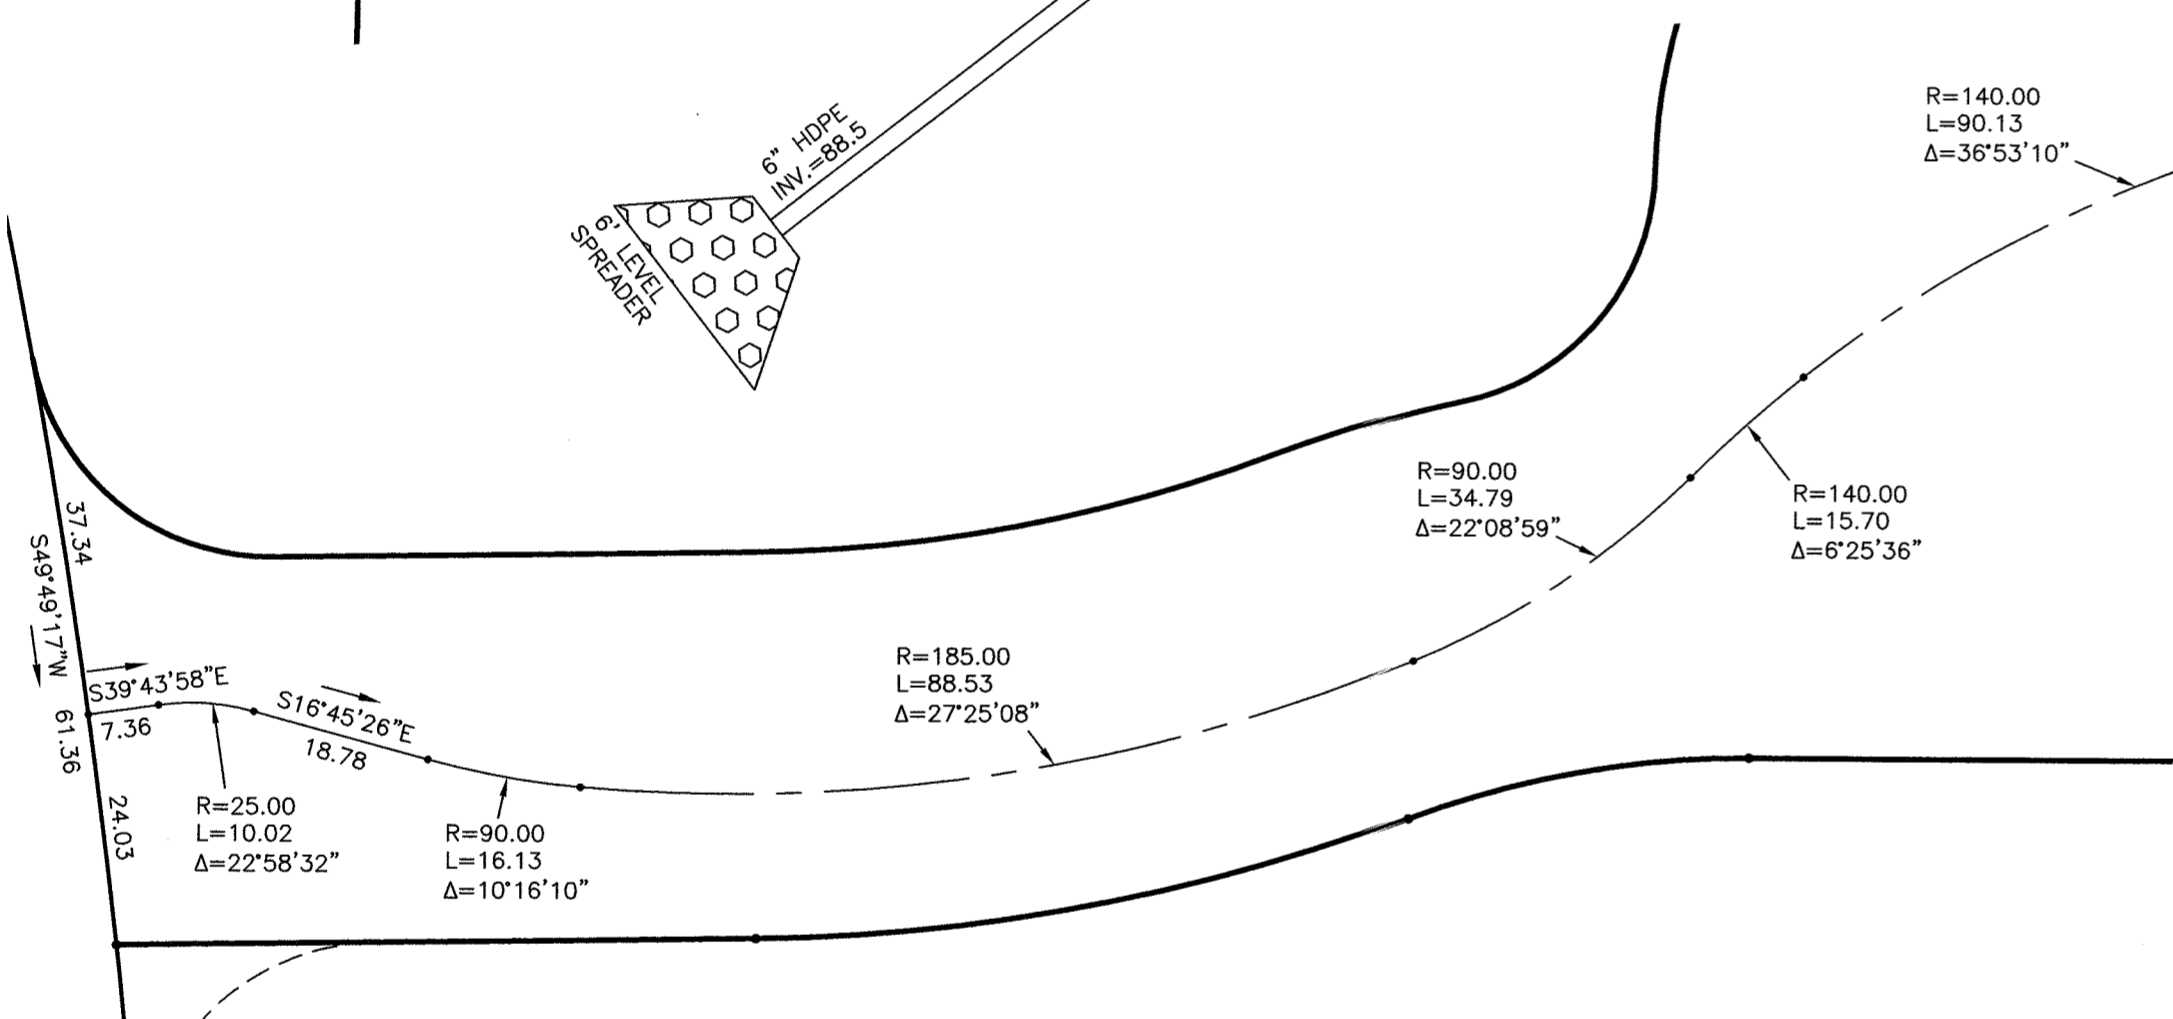 R=140.00
L=90.13
Δ=36°53'10"
6" HDPE
INV.=88.5
6' LEVEL
SPREADER
R=90.00
L=34.79
Δ=22°08'59"
R=140.00
L=15.70
Δ=6°25'36"
37.34
S49°49'17"W 61.36
24.03
S39°43'58"E
7.36
S16°45'26"E
18.78
R=185.00
L=88.53
Δ=27°25'08"
R=25.00
L=10.02
Δ=22°58'32"
R=90.00
L=16.13
Δ=10°16'10"